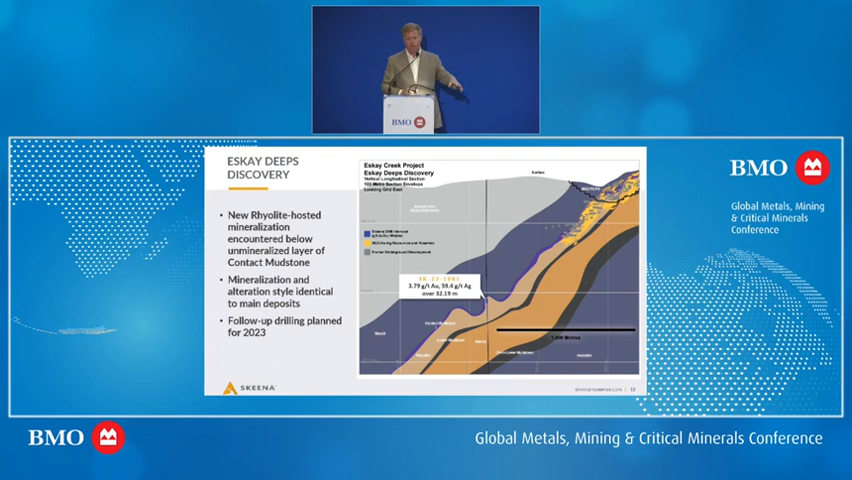 BMO
ESKAY DEEPS
DISCOVERY
• New Rhyolite-hosted
mineralization
encountered below
unmineralized layer of
Contact Mudstone
• Mineralization and
alteration style identical
to main deposits
• Follow-up drilling planned
for 2023
SKEENA
Eskay Creek Project
Eskay Deeps Discovery
Vertical Longitudinal Section
Looking Grid East
Surface
3.79 g/t Au, 59.4 g/t Ag
over 32.19 m
Rhyolite
BMO
Global Metals, Mining
& Critical Minerals
Conference
BMO
Global Metals, Mining & Critical Minerals Conference